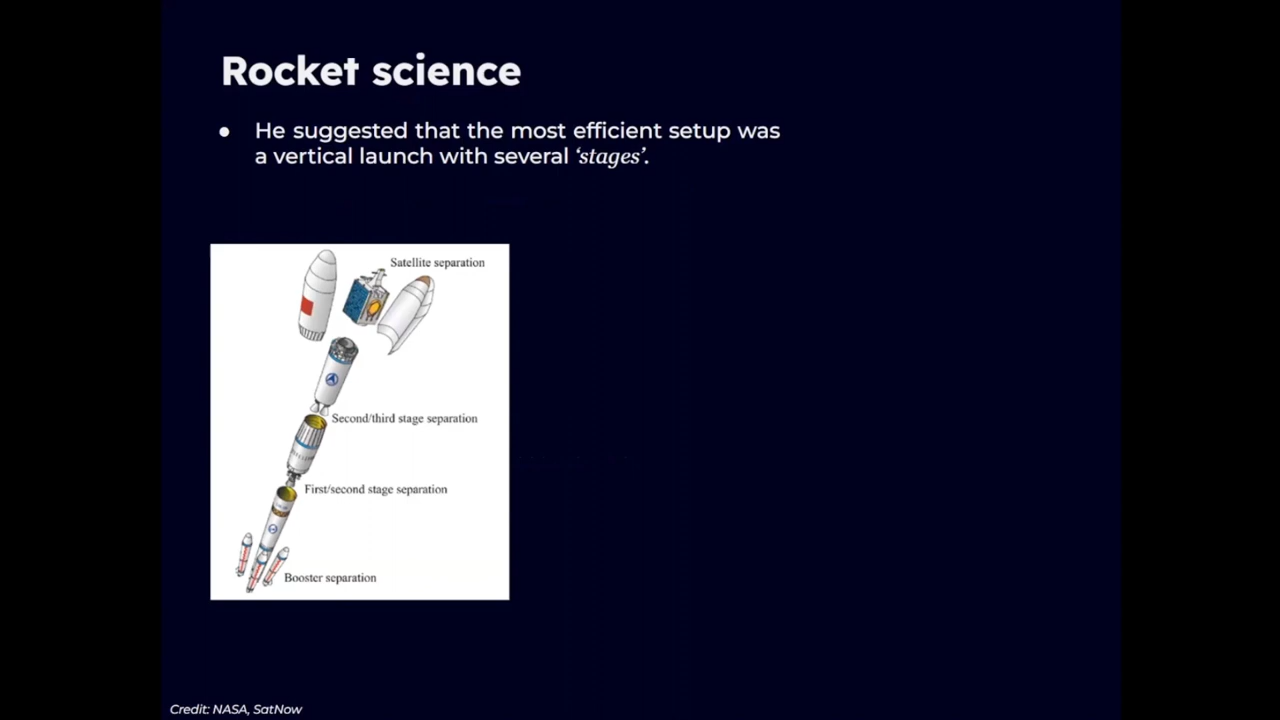 Rocket science
● He suggested that the most efficient setup was
a vertical launch with several ‘stages’.
Satellite separation
Second/third stage separation
First/second stage separation
Booster separation
Credit: NASA, SatNow